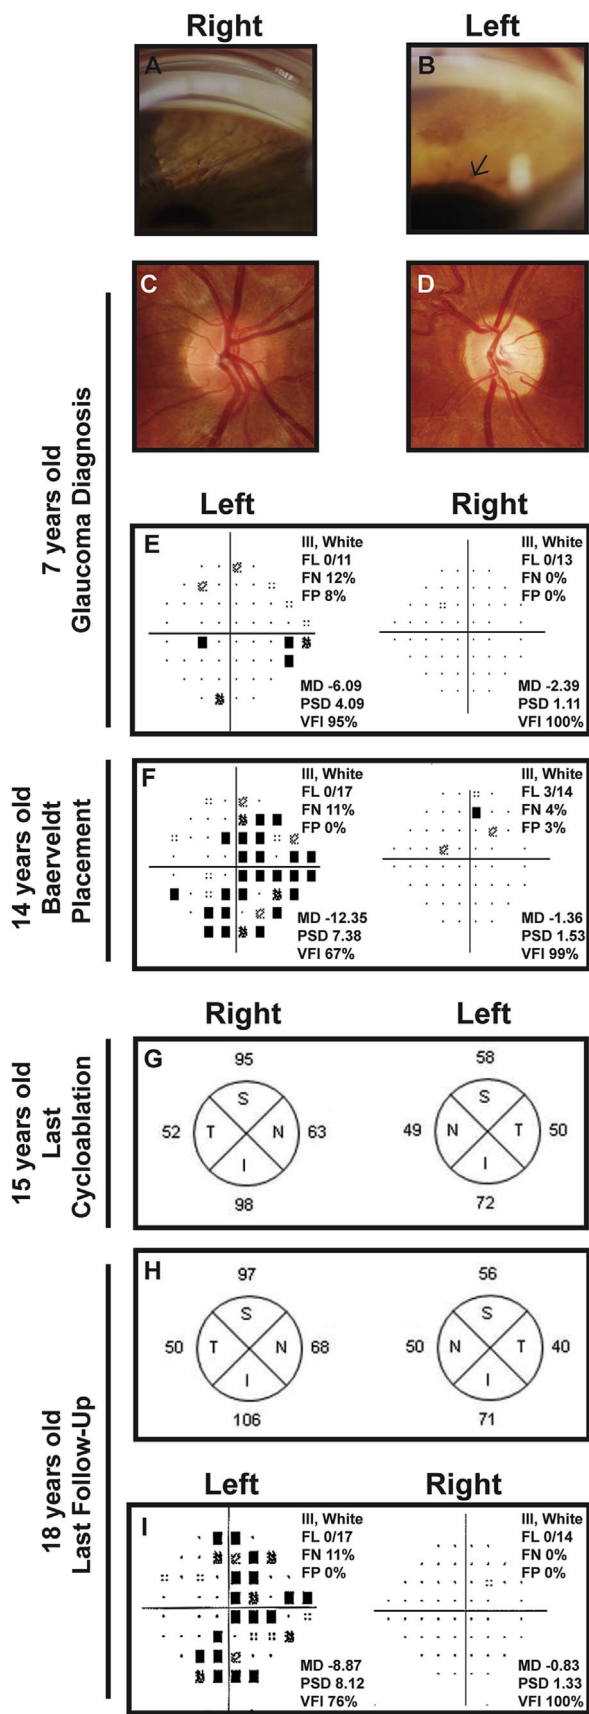 Right Left
A B
C D
7 years old
Glaucoma Diagnosis
Left Right
E
III, White
FL 0/11
FN 12%
FP 8%
MD -6.09
PSD 4.09
VFI 95%
III, White
FL 0/13
FN 0%
FP 0%
MD -2.39
PSD 1.11
VFI 100%
14 years old
Baerveldt
Placement
F
III, White
FL 0/17
FN 11%
FP 0%
MD -12.35
PSD 7.38
VFI 67%
III, White
FL 3/14
FN 4%
FP 3%
MD -1.36
PSD 1.53
VFI 99%
Right Left
15 years old
Last
Cycloablation
G
95
S
52 T N 63
I
98
58
S
49 N T 50
I
72
18 years old
Last Follow-Up
H
97
S
50 T N 68
I
106
56
S
50 N T 40
I
71
Left Right
I
III, White
FL 0/17
FN 11%
FP 0%
MD -8.87
PSD 8.12
VFI 76%
III, White
FL 0/14
FN 0%
FP 0%
MD -0.83
PSD 1.33
VFI 100%